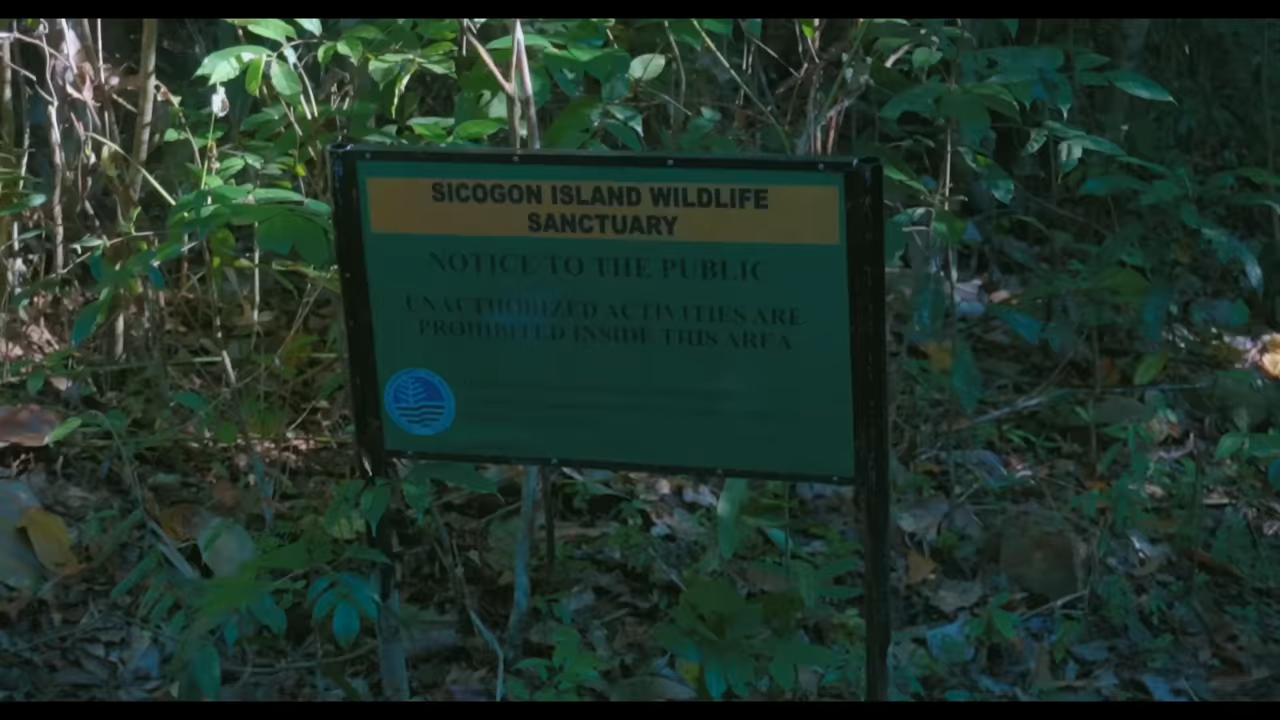 SICOGON ISLAND WILDLIFE
SANCTUARY
NOTICE TO THE PUBLIC
UNAUTHORIZED ACTIVITIES ARE
PROHIBITED INSIDE THIS AREA